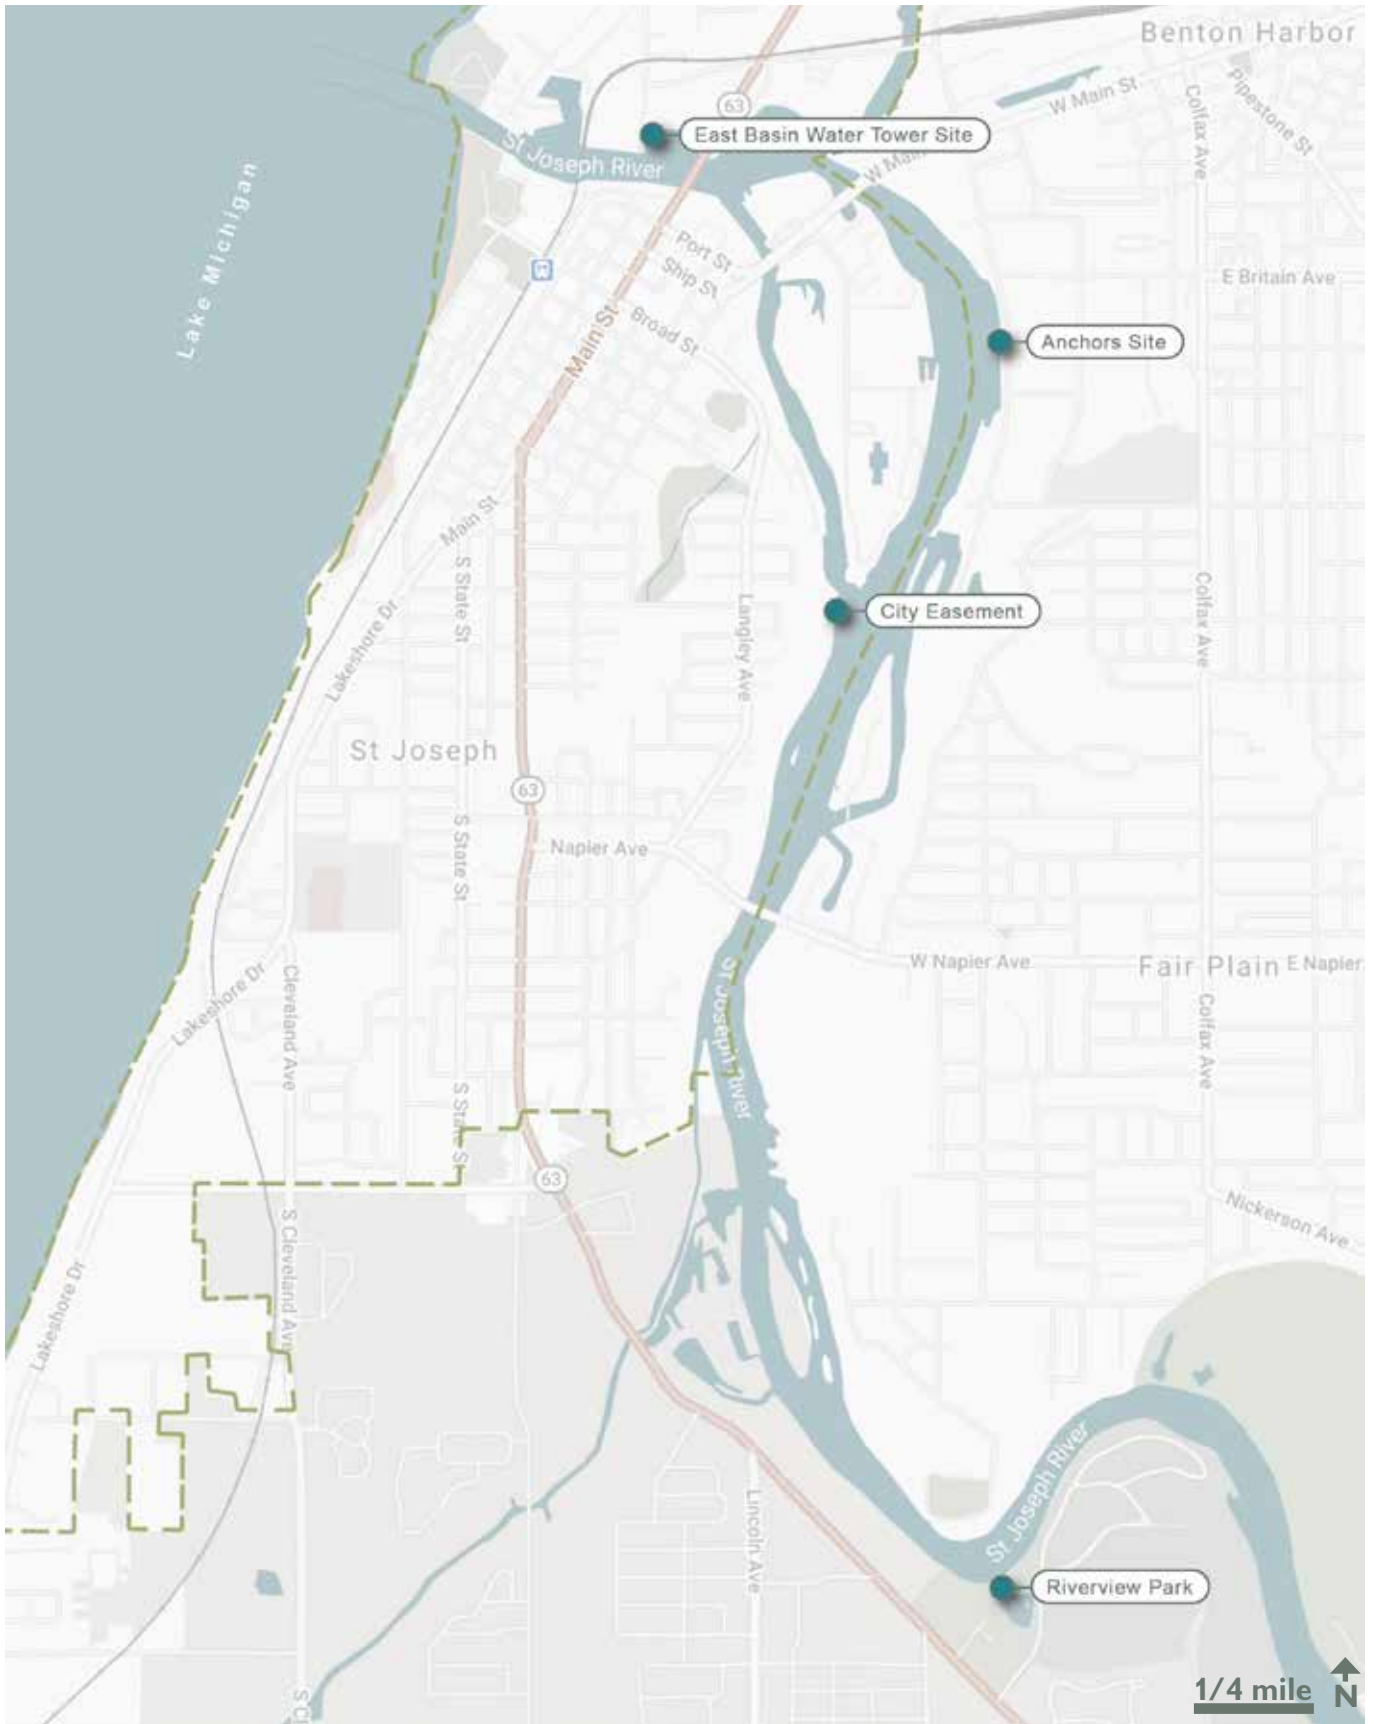 Benton Harbor
63
W Main St
Pipestone St
Colfax Ave
East Basin Water Tower Site
St Joseph River
W Main
Lake Michigan
Port St
Ship St
E Britain Ave
Main St
Broad St
Anchors Site
Main St
S State St
Langley Ave
Colfax Ave
City Easement
Lakeshore Dr
St Joseph
63
S State St
Napier Ave
St Joseph River
W Napier Ave
Fair Plain
E Napier
Lakeshore Dr
Cleveland Ave
Colfax Ave
S State St
63
Nickerson Ave
S Cleveland Ave
Lakeshore Dr
St Joseph River
Lincoln Ave
Riverview Park
1/4 mile
N
S Cl